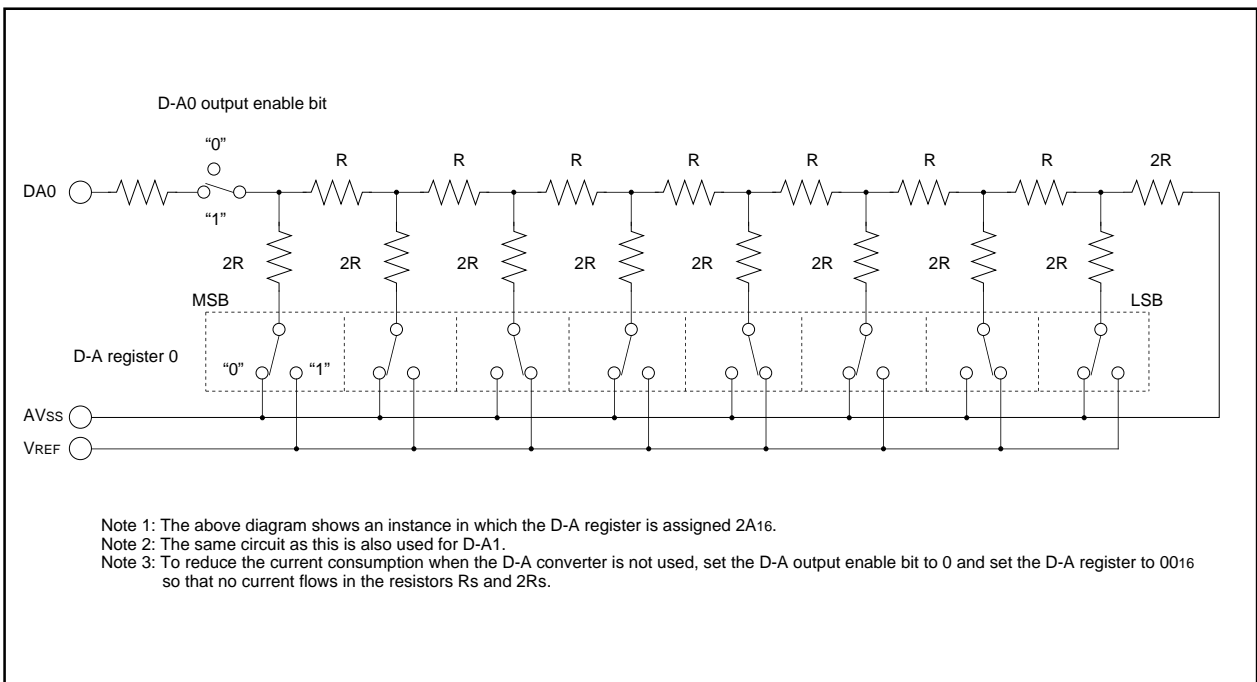 D-A0 output enable bit
“0”
R R R R R R R 2R
DA0
“1”
2R 2R 2R 2R 2R 2R 2R 2R
MSB LSB
D-A register 0
“0” “1”
AVSS
VREF
Note 1: The above diagram shows an instance in which the D-A register is assigned 2A16.
Note 2: The same circuit as this is also used for D-A1.
Note 3: To reduce the current consumption when the D-A converter is not used, set the D-A output enable bit to 0 and set the D-A register to 0016
so that no current flows in the resistors Rs and 2Rs.